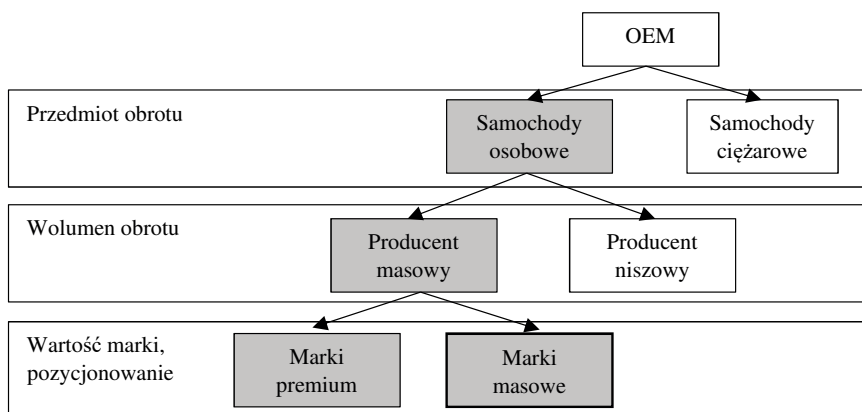 OEM
Przedmiot obrotu
Samochody
osobowe
Samochody
ciężarowe
Wolumen obrotu
Producent
masowy
Producent
niszowy
Wartość marki,
pozycjonowanie
Marki
premium
Marki
masowe